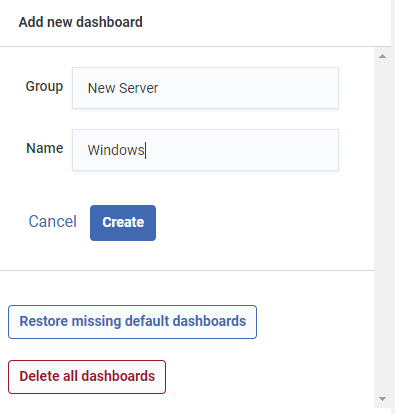 Add new dashboard
Group New Server
Name Windows
Cancel Create
Restore missing default dashboards
Delete all dashboards